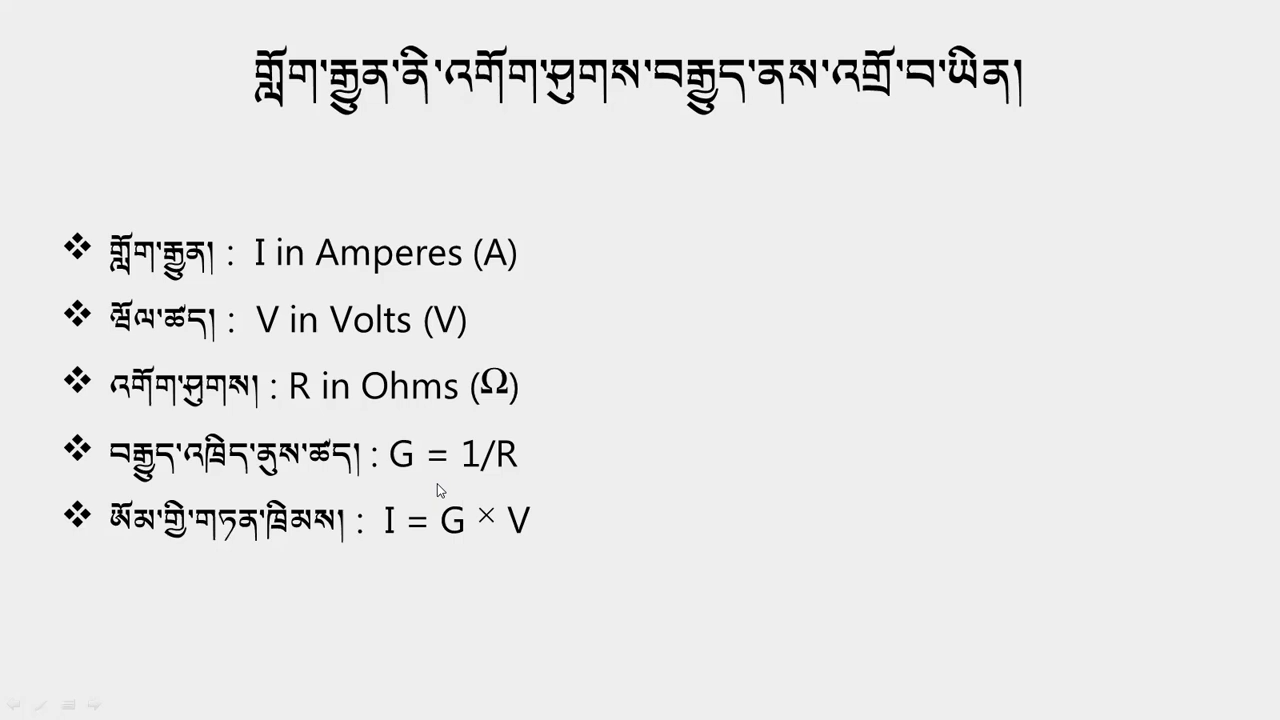 གློག་རྒྱུན་ནི་འགོག་ཤུགས་བརྒྱུད་ནས་འགྲོ་བ་ཡིན།
❖ གློག་རྒྱུན། : I in Amperes (A)
❖ ཝོལ་ཚད། : V in Volts (V)
❖ འགོག་ཤུགས། : R in Ohms (Ω)
❖ བརྒྱུད་འཁྲིད་ནུས་ཚད། : G = 1/R
❖ ཨོམ་གྱི་གཏན་ཁྲིམས། : I = G × V